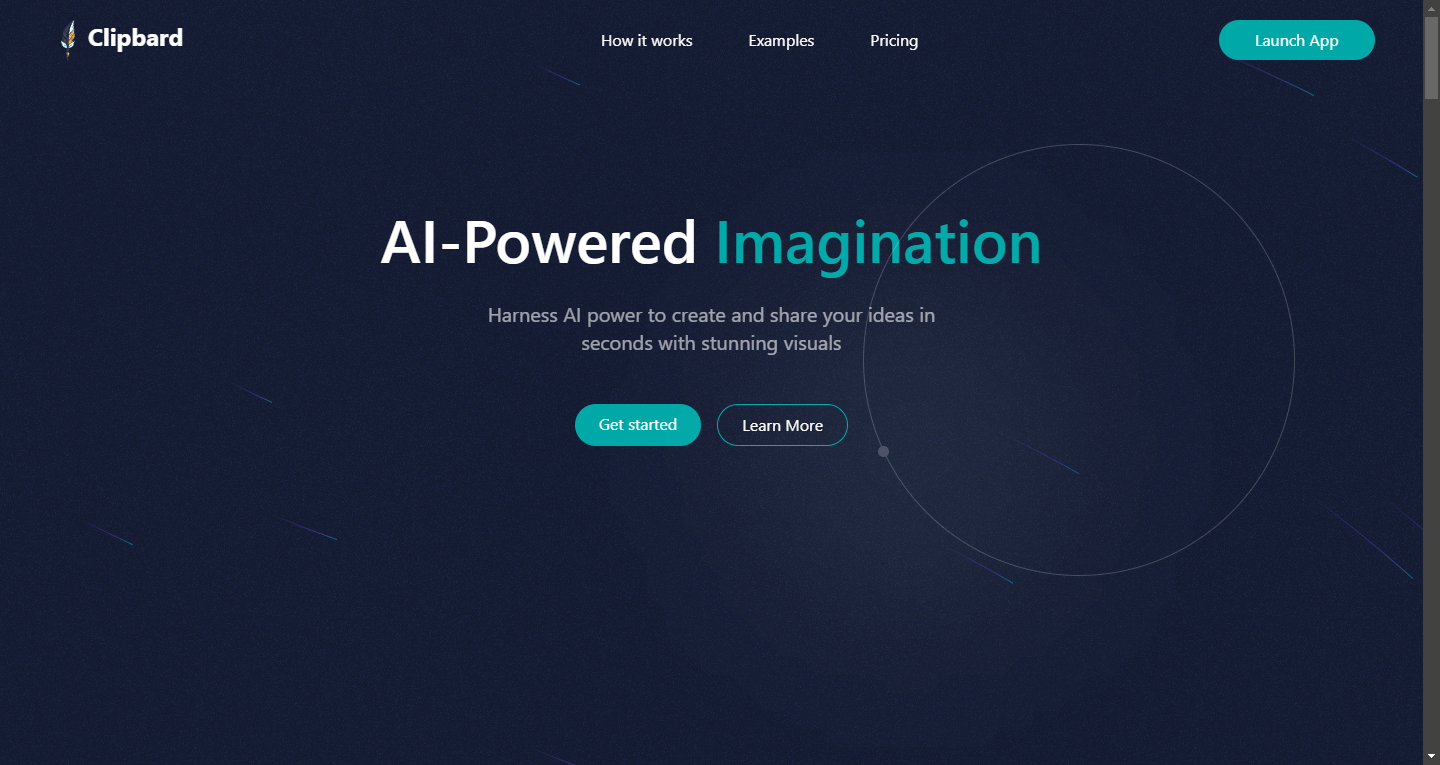 Clipbard
How it works
Examples
Pricing
Launch App
AI-Powered Imagination
Harness AI power to create and share your ideas in
seconds with stunning visuals
Get started
Learn More